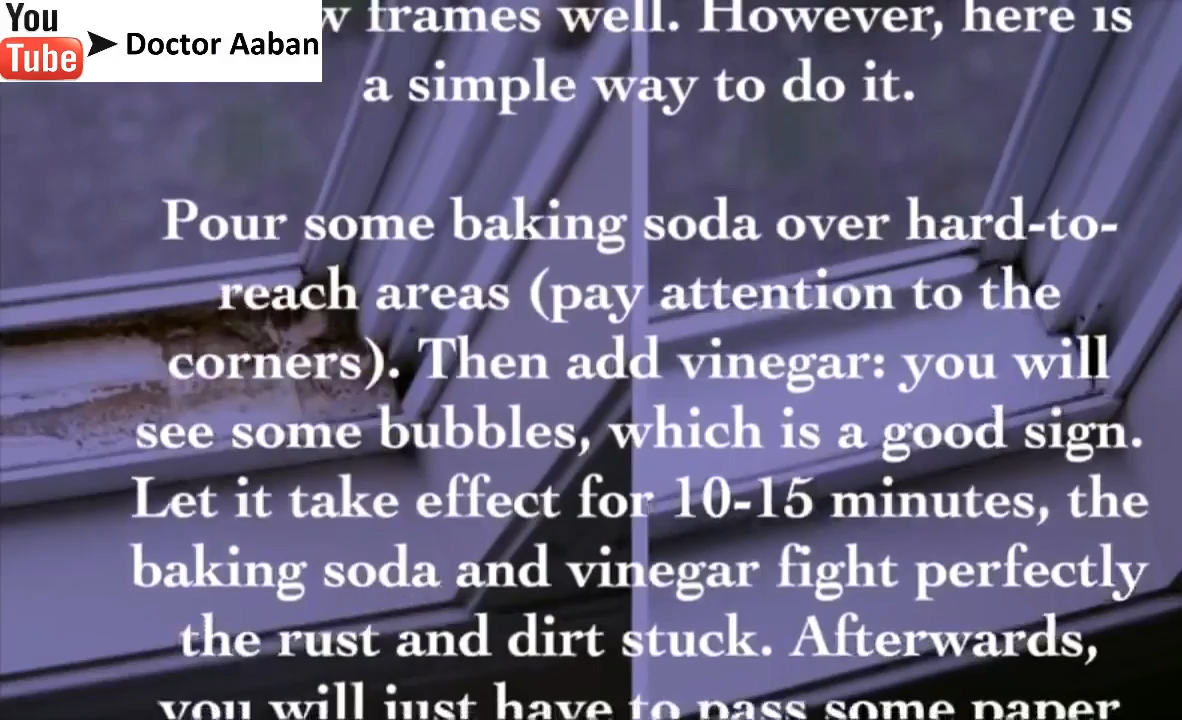 You
Tube
Doctor Aaban
w frames well. However, here is
a simple way to do it.
Pour some baking soda over hard-to-
reach areas (pay attention to the
corners). Then add vinegar: you will
see some bubbles, which is a good sign.
Let it take effect for 10-15 minutes, the
baking soda and vinegar fight perfectly
the rust and dirt stuck. Afterwards,
you will just have to pass some paper